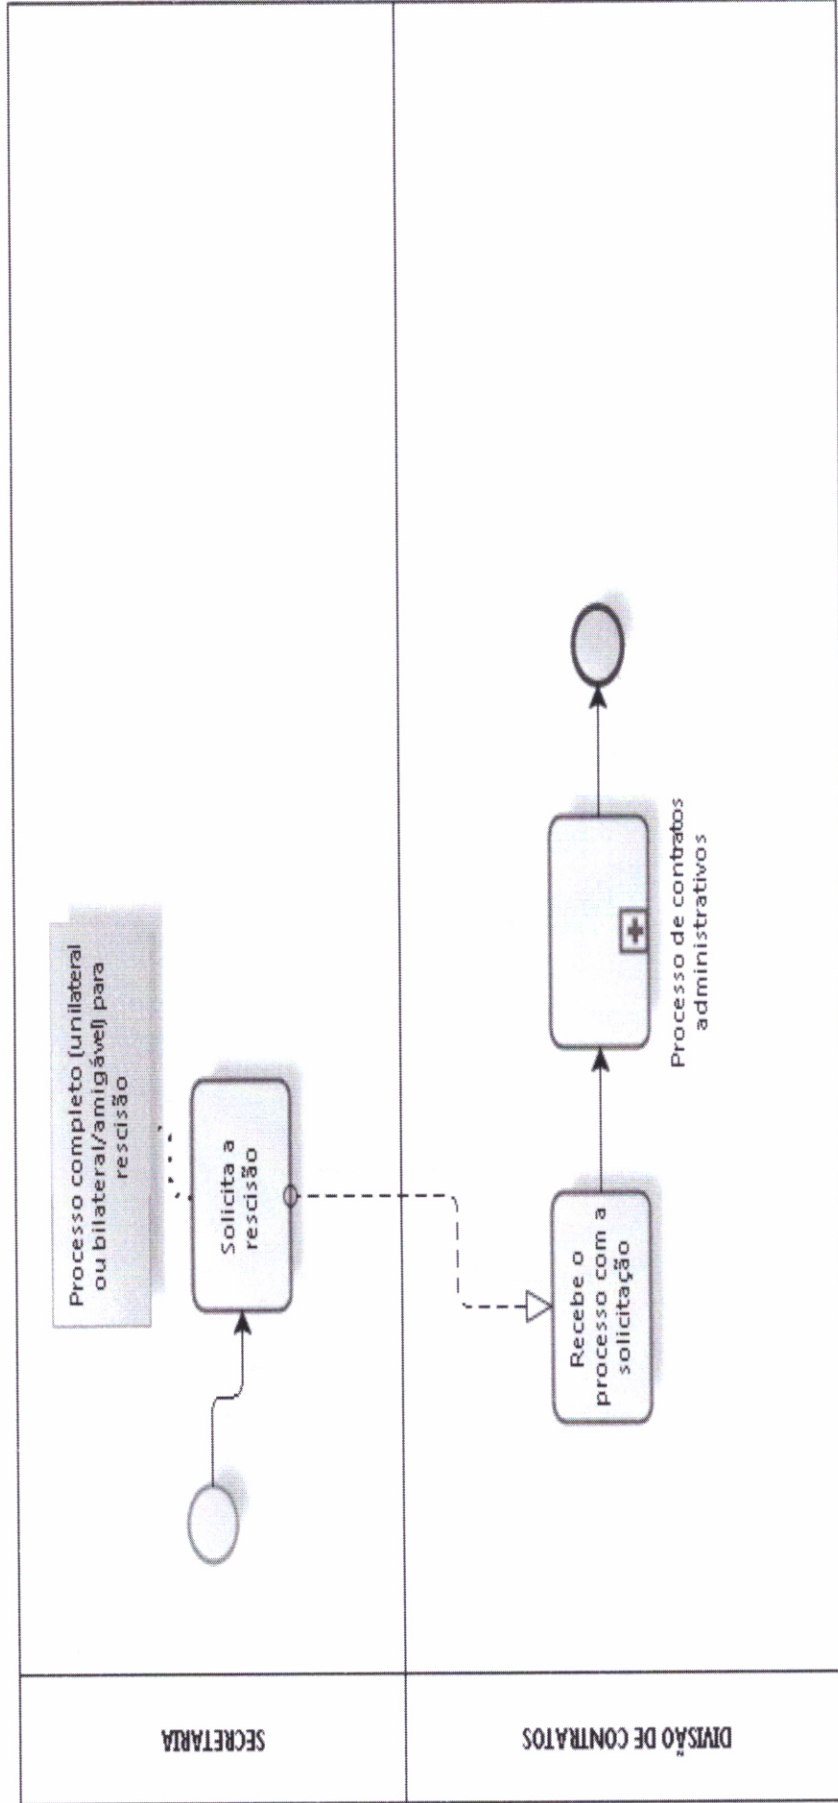 SECRETARIA
Processo completo (unilateral
ou bilateral/amigável) para
rescisão
Solicita a
rescisão
DIVISÃO DE CONTRATOS
Recebe o
processo com a
solicitação
Processo de contratos
administrativos